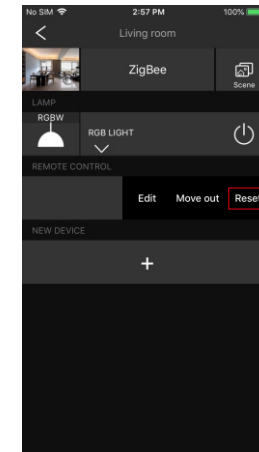 No SIM 2:57 PM 100%
Living room
ZigBee
Scene
LAMP
RGBW
RGB LIGHT
REMOTE CONTROL
Edit Move out Reset
NEW DEVICE
+